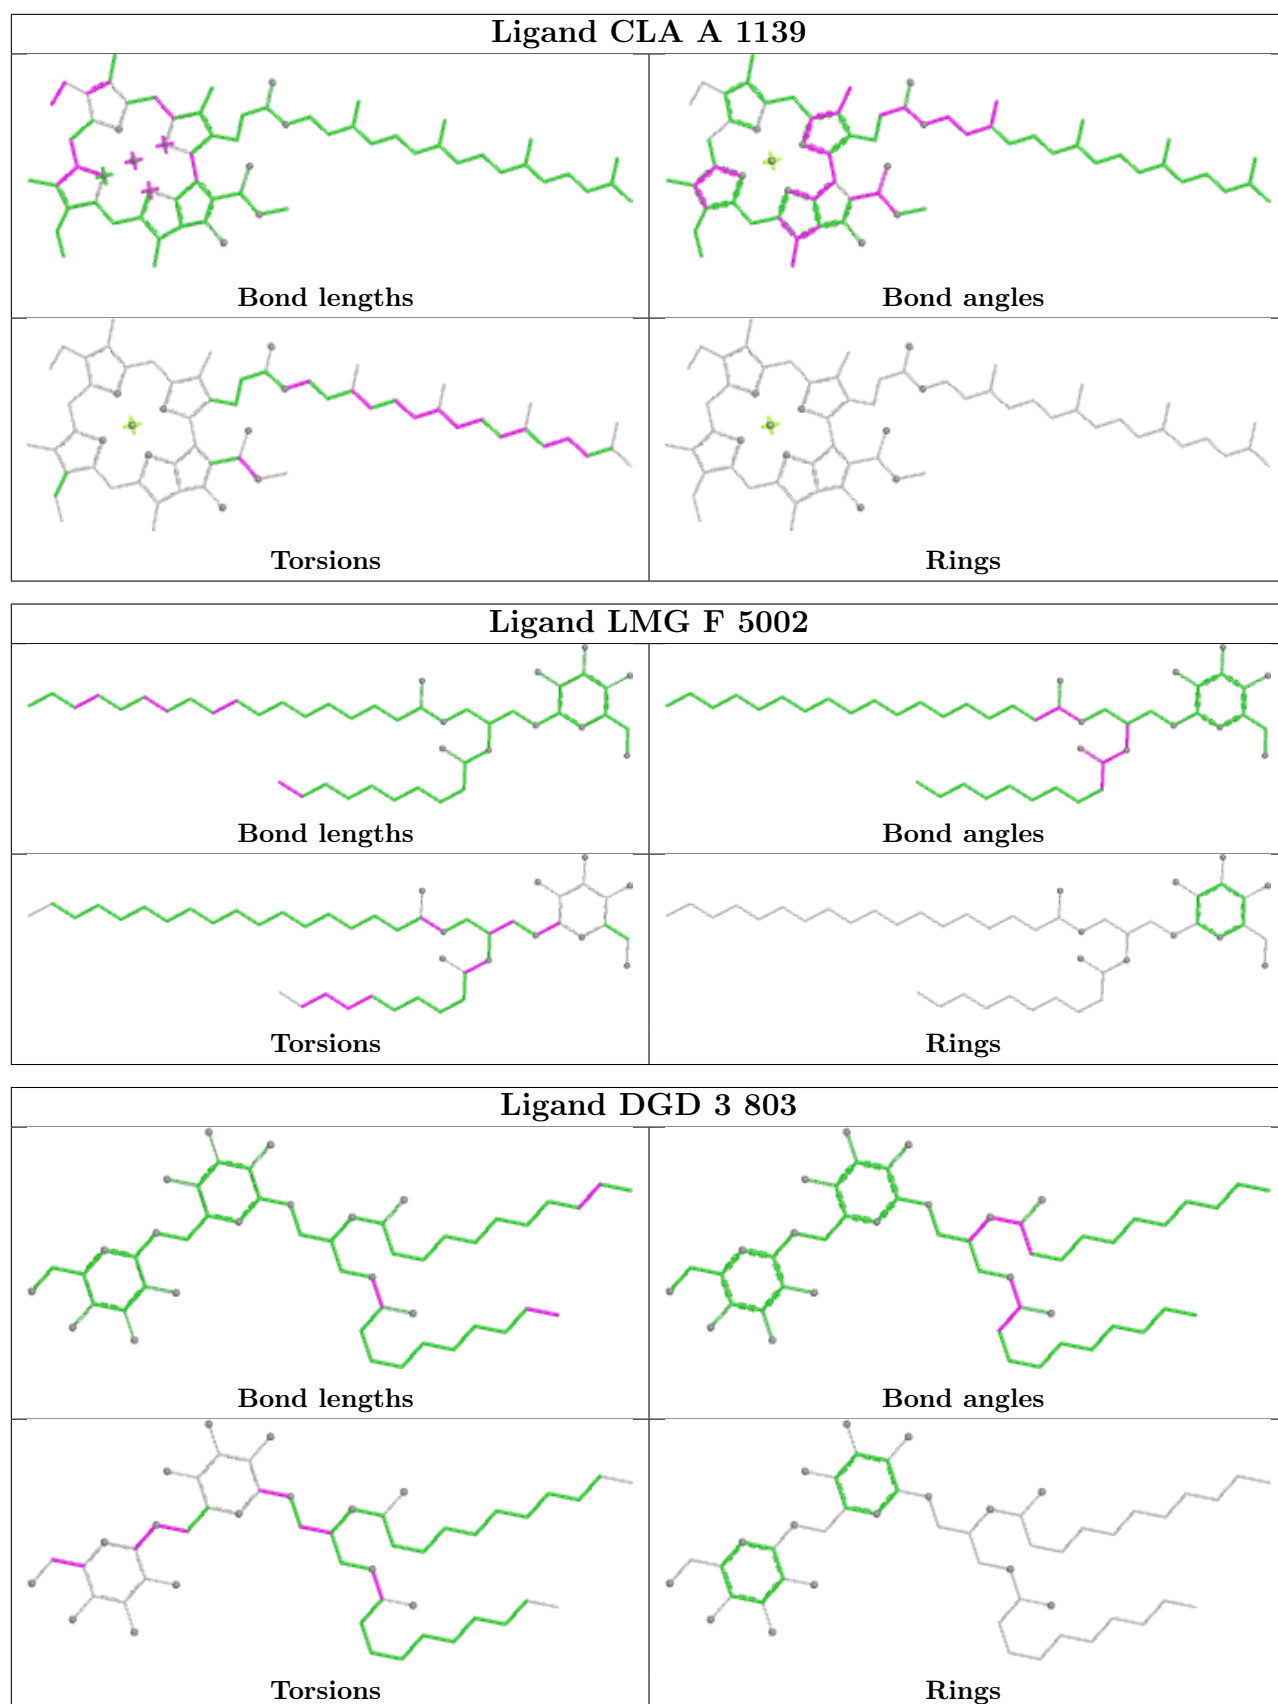 Ligand CLA A 1139
Bond lengths
Bond angles
Torsions
Rings
Ligand LMG F 5002
Bond lengths
Bond angles
Torsions
Rings
Ligand DGD 3 803
Bond lengths
Bond angles
Torsions
Rings